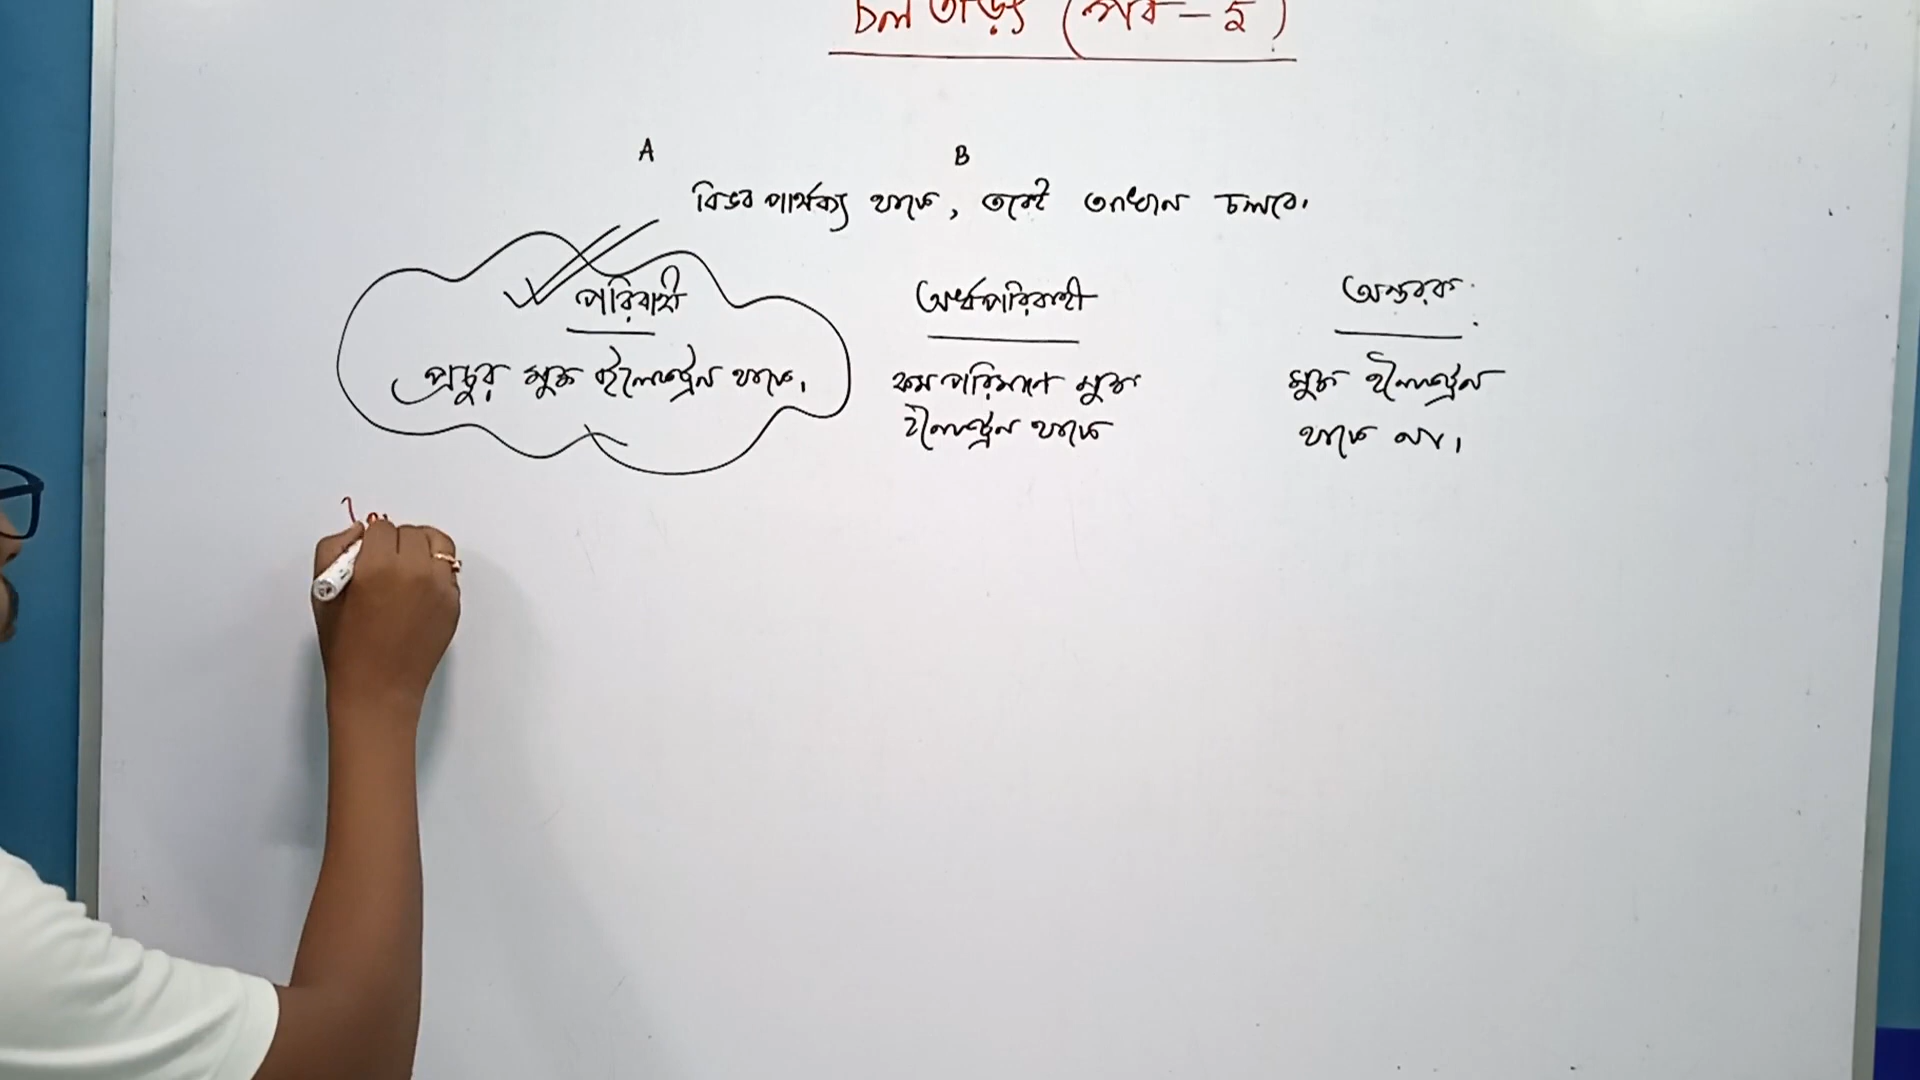 চল তড়িৎ (পর্ব - ২)
A B
বিভব পার্থক্য থাকে, তবেই আধান চলবে।
পরিবাহী অর্ধপরিবাহী অন্তরক
প্রচুর মুক্ত ইলেকট্রন থাকে।
কম পরিমাণে মুক্ত
ইলেকট্রন থাকে
মুক্ত ইলেকট্রন
থাকে না।